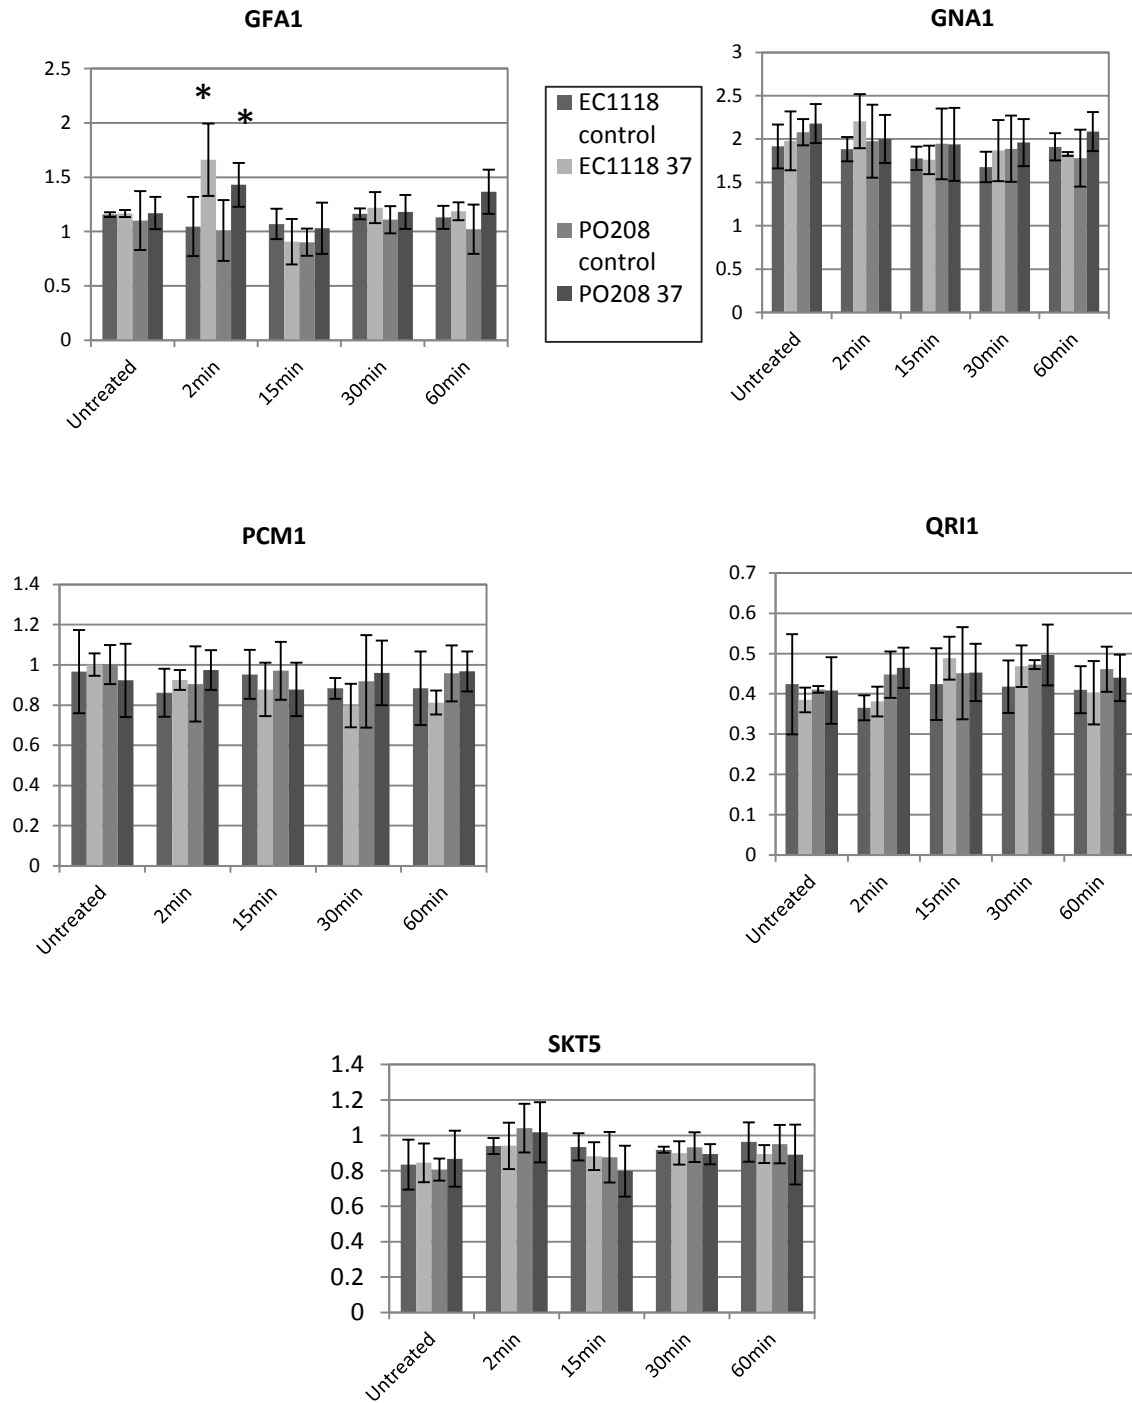 GFA1
2.5
2
1.5
1
0.5
0
* *
Untreated
2min
15min
30min
60min
EC1118
control
EC1118 37
PO208
control
PO208 37
GNA1
3
2.5
2
1.5
1
0.5
0
Untreated
2min
15min
30min
60min
PCM1
1.4
1.2
1
0.8
0.6
0.4
0.2
0
Untreated
2min
15min
30min
60min
QRI1
0.7
0.6
0.5
0.4
0.3
0.2
0.1
0
Untreated
2min
15min
30min
60min
SKT5
1.4
1.2
1
0.8
0.6
0.4
0.2
0
Untreated
2min
15min
30min
60min